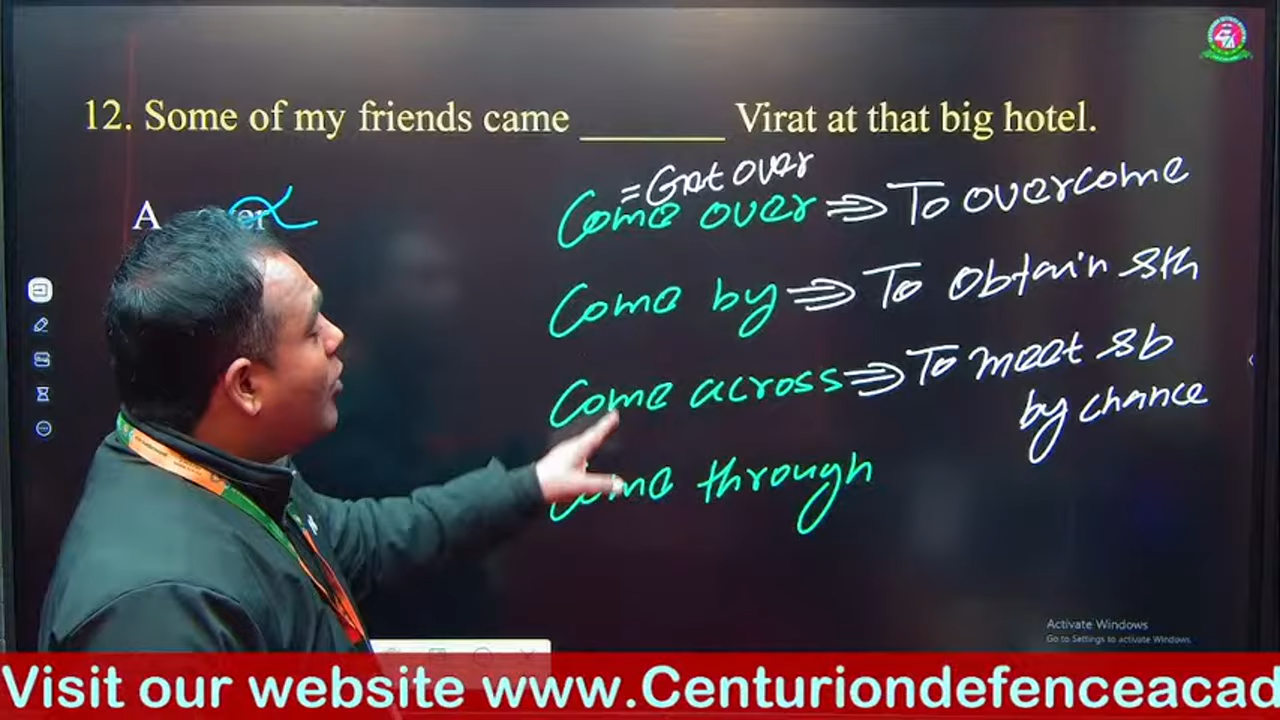 12. Some of my friends came ________ Virat at that big hotel.
= Get over
Come over ⇒ To overcome
A
Come by ⇒ To obtain sth
Come across ⇒ To meet sb
by chance
Come through
Activate Windows
Go to Settings to activate Windows.
Visit our website www.Centuriondefenceacad